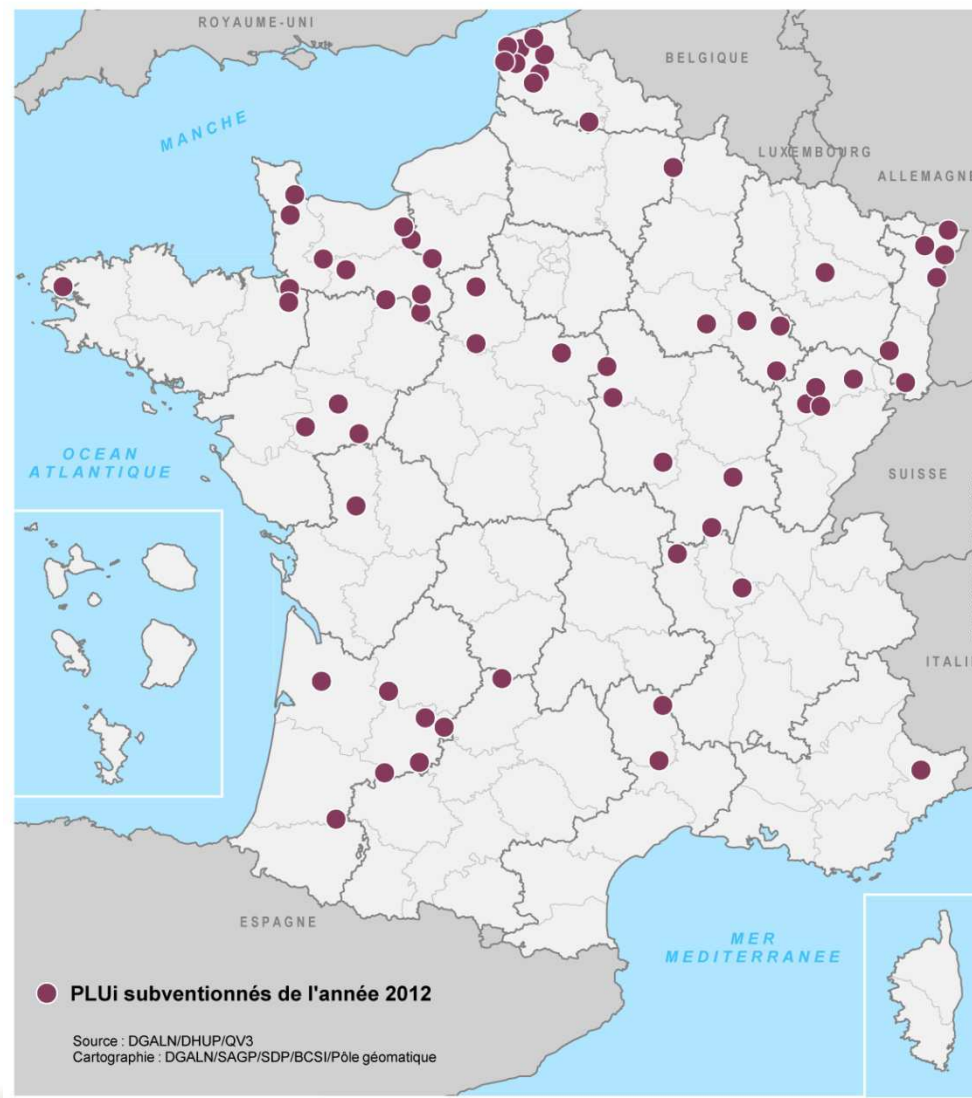 ROYAUME-UNI
BELGIQUE
MANCHE
LUXEMBOURG
ALLEMAGNE
OCEAN
ATLANTIQUE
SUISSE
ITALI
ESPAGNE
MER
MEDITERRANEE
PLUi subventionnés de l'année 2012
Source : DGALN/DHUP/QV3
Cartographie : DGALN/SAGP/SDP/BCSI/Pôle géomatique